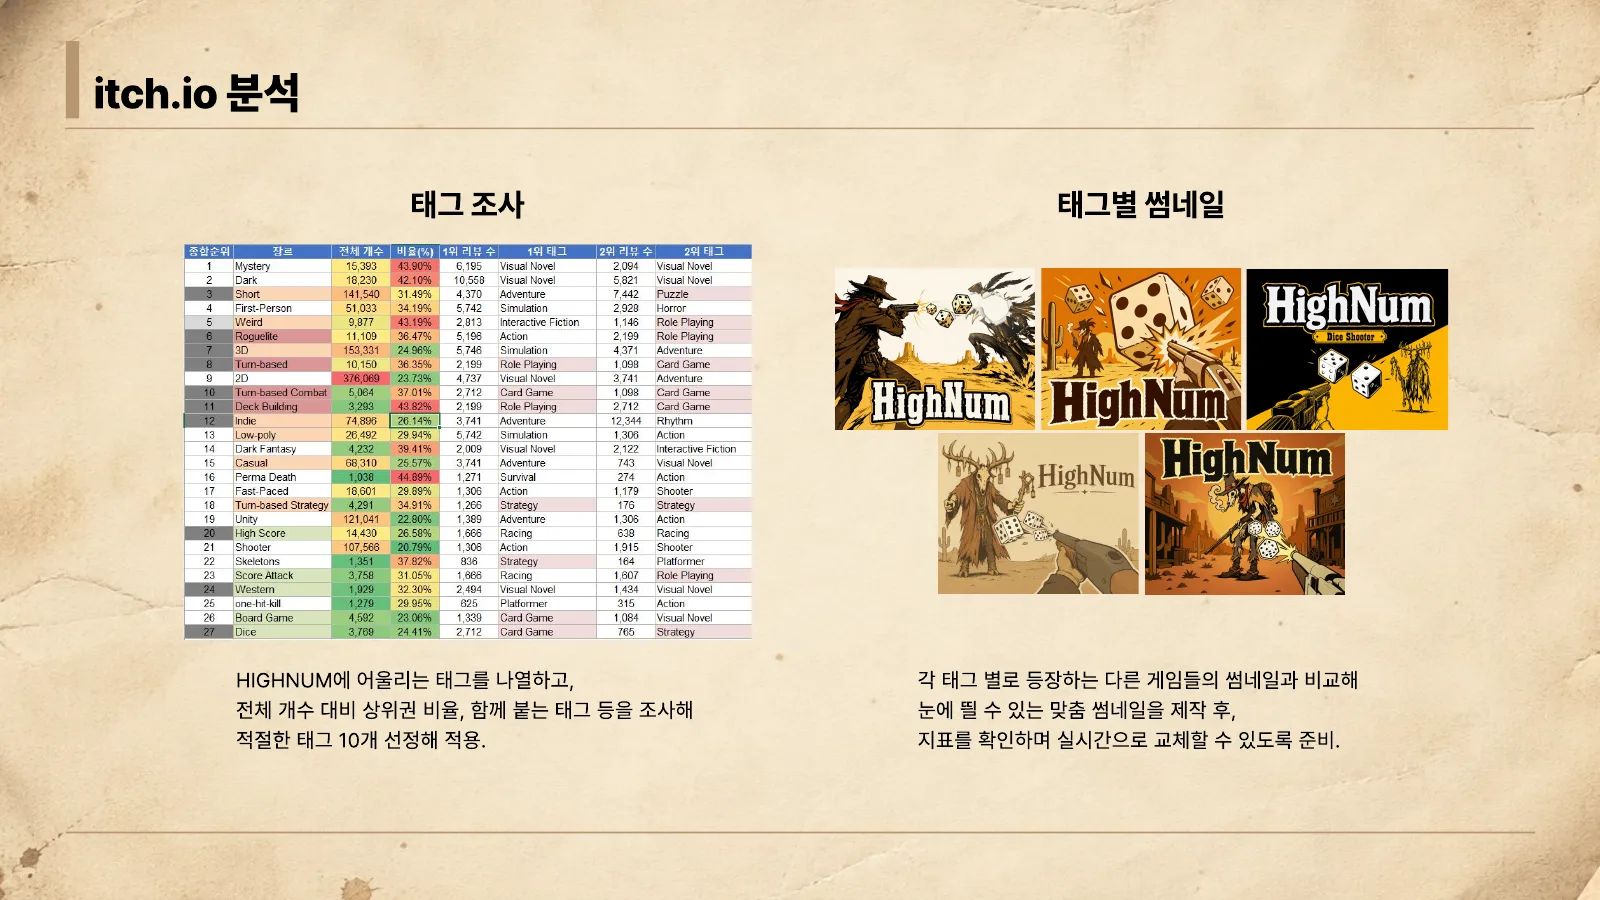 itch.io 분석
태그 조사
종합순위 장르 전체 개수 비율(%) 1위 리뷰 수 1위 태그 2위 리뷰 수 2위 태그
1 Mystery 15,393 43.90% 6,195 Visual Novel 2,094 Visual Novel
2 Dark 18,230 42.10% 10,558 Visual Novel 5,821 Visual Novel
3 Short 141,540 31.49% 4,370 Adventure 7,442 Puzzle
4 First-Person 51,033 34.19% 5,742 Simulation 2,928 Horror
5 Weird 9,877 43.19% 2,813 Interactive Fiction 1,146 Role Playing
6 Roguelite 11,109 36.47% 5,196 Action 2,199 Role Playing
7 3D 153,331 24.96% 5,746 Simulation 4,371 Adventure
8 Turn-based 10,150 36.35% 2,199 Role Playing 1,098 Card Game
9 2D 376,069 23.73% 4,737 Visual Novel 3,741 Adventure
10 Turn-based Combat 5,064 37.01% 2,712 Card Game 1,098 Card Game
11 Deck Building 3,293 43.82% 2,199 Role Playing 2,712 Card Game
12 Indie 74,896 26.14% 3,741 Adventure 12,344 Rhythm
13 Low-poly 26,492 29.94% 5,742 Simulation 1,306 Action
14 Dark Fantasy 4,232 39.41% 2,009 Visual Novel 2,122 Interactive Fiction
15 Casual 68,310 25.57% 3,741 Adventure 743 Visual Novel
16 Perma Death 1,038 44.89% 1,271 Survival 274 Action
17 Fast-Paced 18,601 29.89% 1,306 Action 1,179 Shooter
18 Turn-based Strategy 4,291 34.91% 1,266 Strategy 176 Strategy
19 Unity 121,041 22.80% 1,389 Adventure 1,306 Action
20 High Score 14,430 26.58% 1,666 Racing 638 Racing
21 Shooter 107,566 20.79% 1,306 Action 1,915 Shooter
22 Skeletons 1,351 37.82% 836 Strategy 164 Platformer
23 Score Attack 3,758 31.05% 1,666 Racing 1,607 Role Playing
24 Western 1,929 32.30% 2,494 Visual Novel 1,434 Visual Novel
25 one-hit-kill 1,279 29.95% 625 Platformer 315 Action
26 Board Game 4,592 23.06% 1,339 Card Game 1,084 Visual Novel
27 Dice 3,769 24.41% 2,712 Card Game 765 Strategy
HIGHNUM에 어울리는 태그를 나열하고,
전체 개수 대비 상위권 비율, 함께 붙는 태그 등을 조사해
적절한 태그 10개 선정해 적용.
태그별 썸네일
HighNum
HighNum
HighNum
Dice Shooter
HighNum
HighNum
각 태그 별로 등장하는 다른 게임들의 썸네일과 비교해
눈에 띌 수 있는 맞춤 썸네일을 제작 후,
지표를 확인하며 실시간으로 교체할 수 있도록 준비.